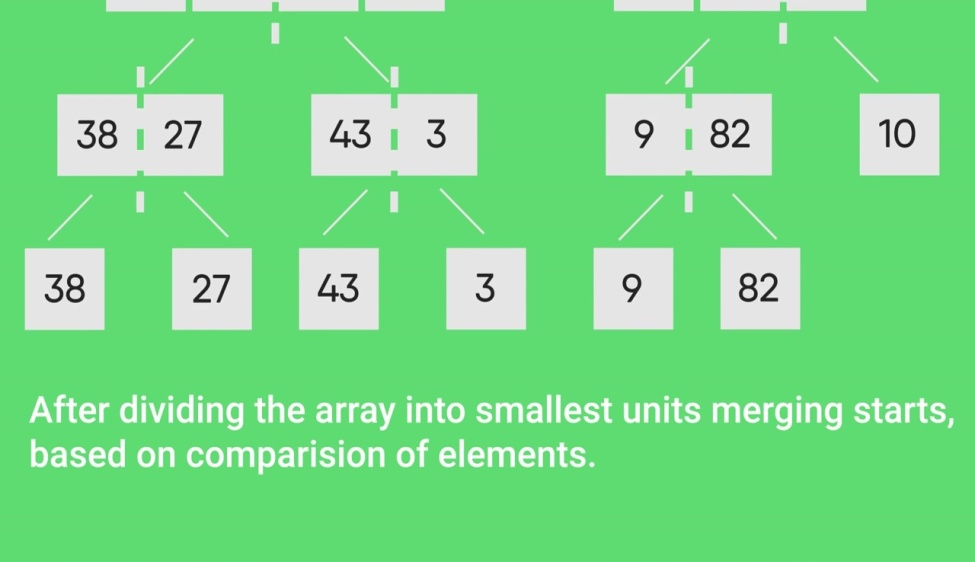 38 27 43 3 9 82 10
38 27 43 3 9 82
After dividing the array into smallest units merging starts,
based on comparision of elements.